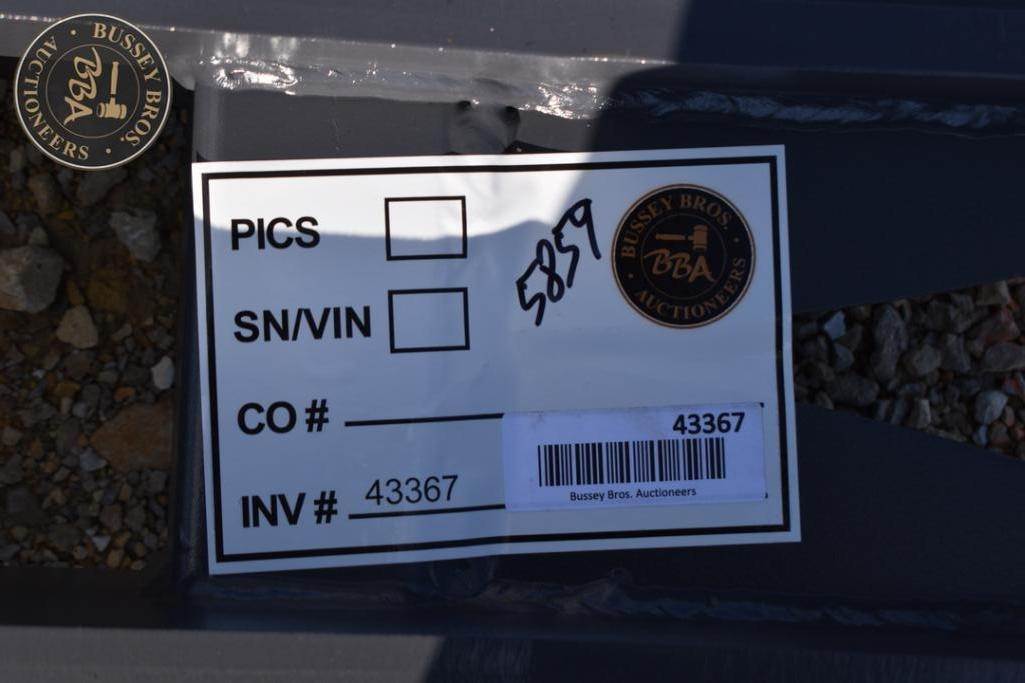 BUSSEY BROS.
BBA
AUCTIONEERS
PICS
5859
BUSSEY BROS.
BBA
AUCTIONEERS
SN/VIN
CO #
43367
Bussey Bros. Auctioneers
INV # 43367